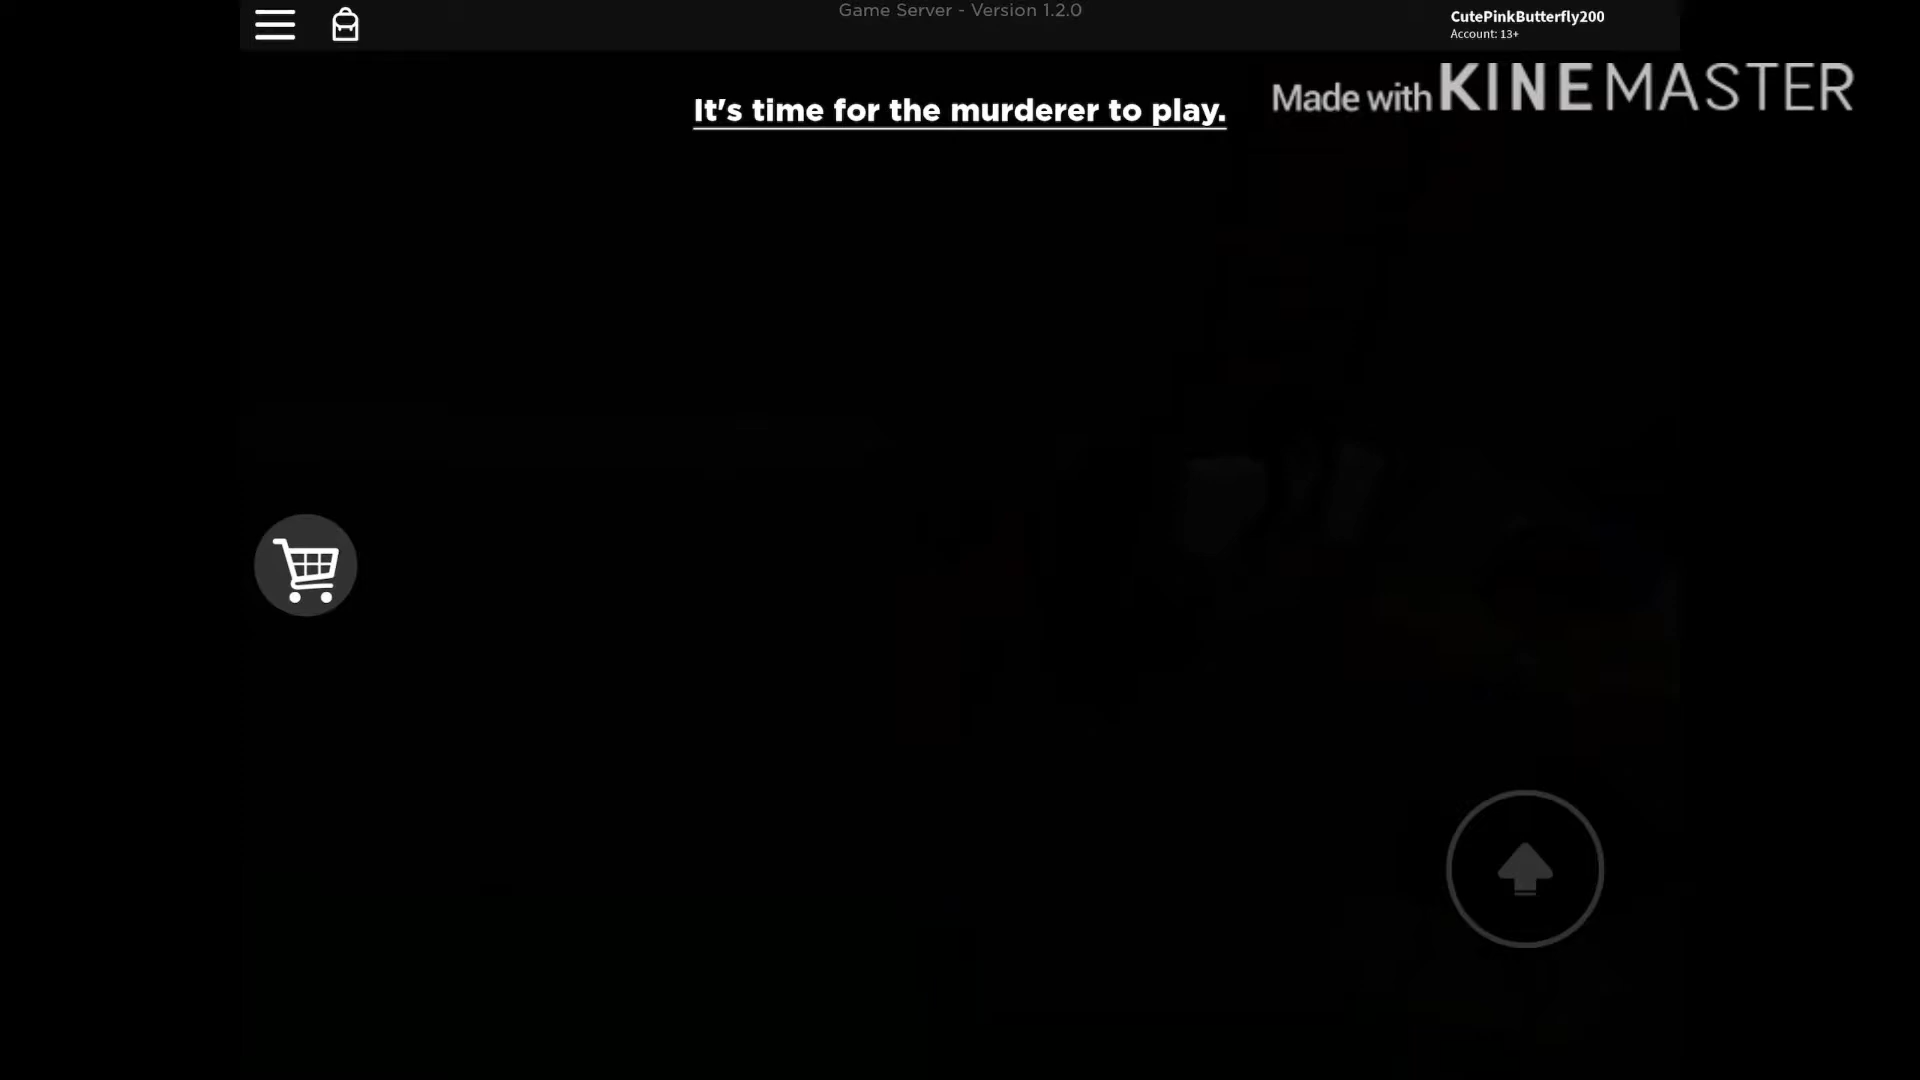 Game Server - Version 1.2.0
CutePinkButterfly200
Account: 13+
Made with KINEMASTER
It's time for the murderer to play.